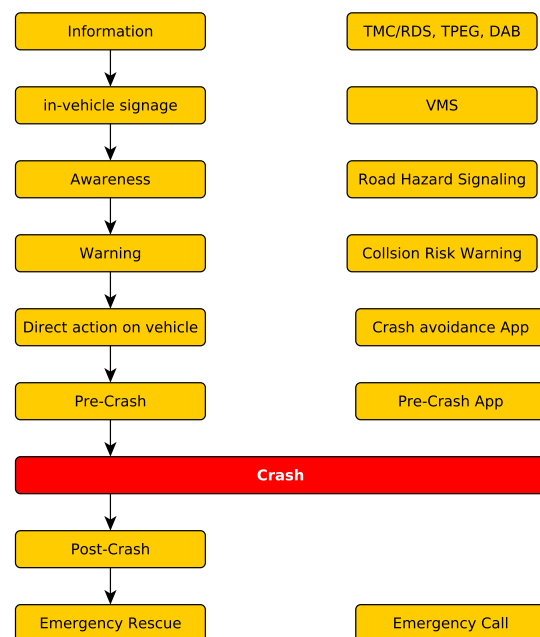 Information
TMC/RDS, TPEG, DAB
in-vehicle signage
VMS
Awareness
Road Hazard Signaling
Warning
Collsion Risk Warning
Direct action on vehicle
Crash avoidance App
Pre-Crash
Pre-Crash App
Crash
Post-Crash
Emergency Rescue
Emergency Call